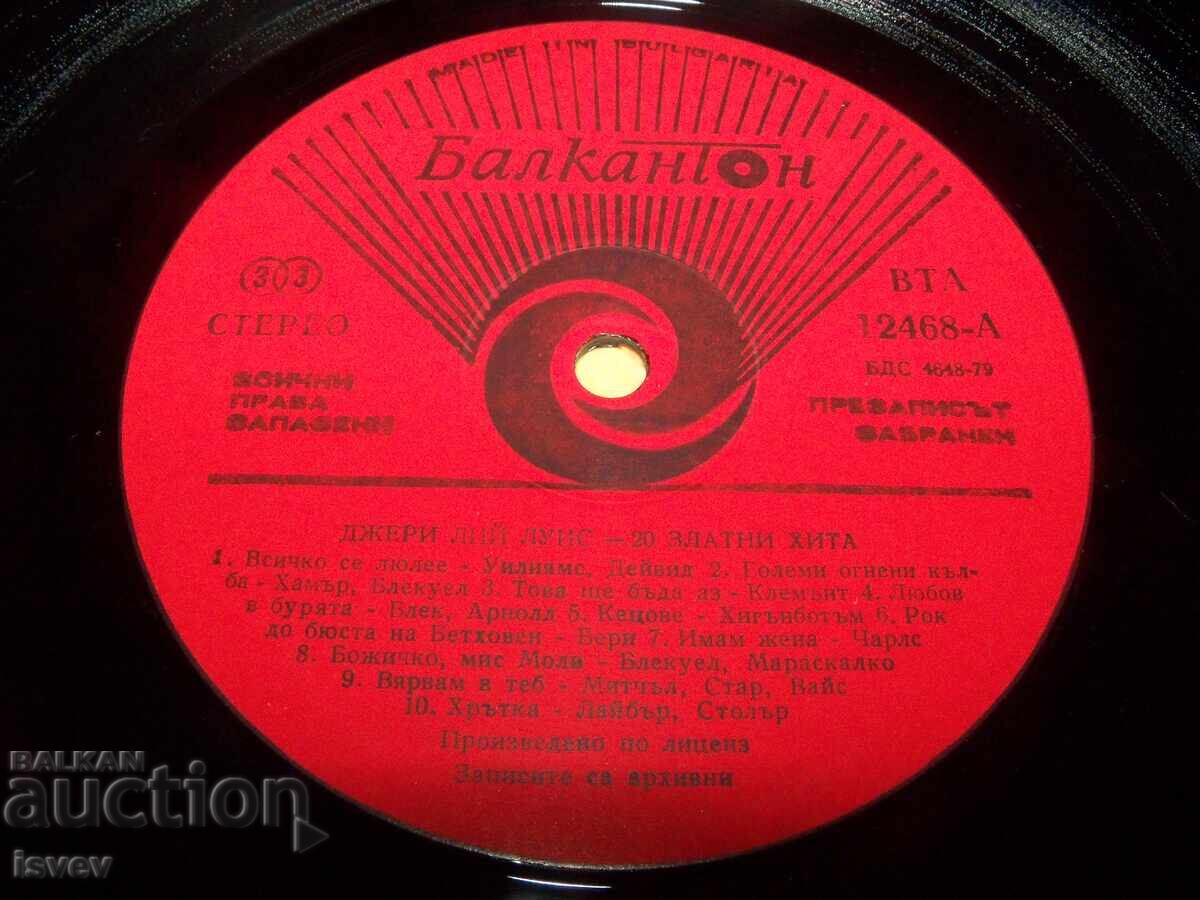 MADE IN BULGARIA
Балкантон
33
СТЕРЕО
ВСИЧКИ
ПРАВА
ЗАПАЗЕНИ
ВТА
12468-А
БДС 4648-79
ПРЕЗАПИСЪТ
ЗАБРАНЕН
ДЖЕРИ ЛИЙ ЛУИС — 20 ЗЛАТНИ ХИТА
1. Всичко се люлее - Уилиямс, Дейвид 2. Големи огнени къл-
ба - Хамър, Блекуел 3. Това ще бъда аз - Клемънт 4. Любов
в бурята - Блек, Арнолд 5. Кецове - Хигънботъм 6. Рок
до бюста на Бетховен - Бери 7. Имам жена - Чарлс
8. Божичко, мис Моли - Блекуел, Мараскалко
9. Вярвам в теб - Митчъл, Стар, Вайс
10. Хрътка - Лайбър, Столър
Произведено по лиценз
Записите са архивни
BALKAN
auction
isvev